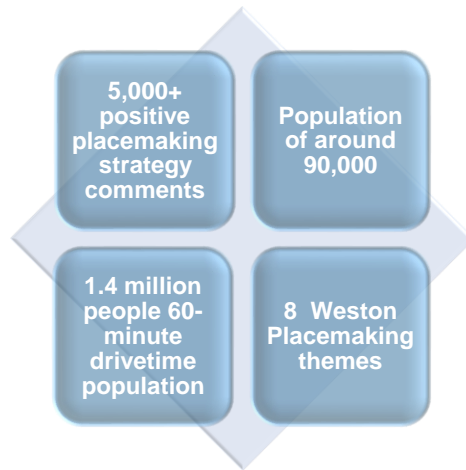 5,000+
positive
placemaking
strategy
comments
Population
of around
90,000
1.4 million
people 60-
minute
drivetime
population
8 Weston
Placemaking
themes